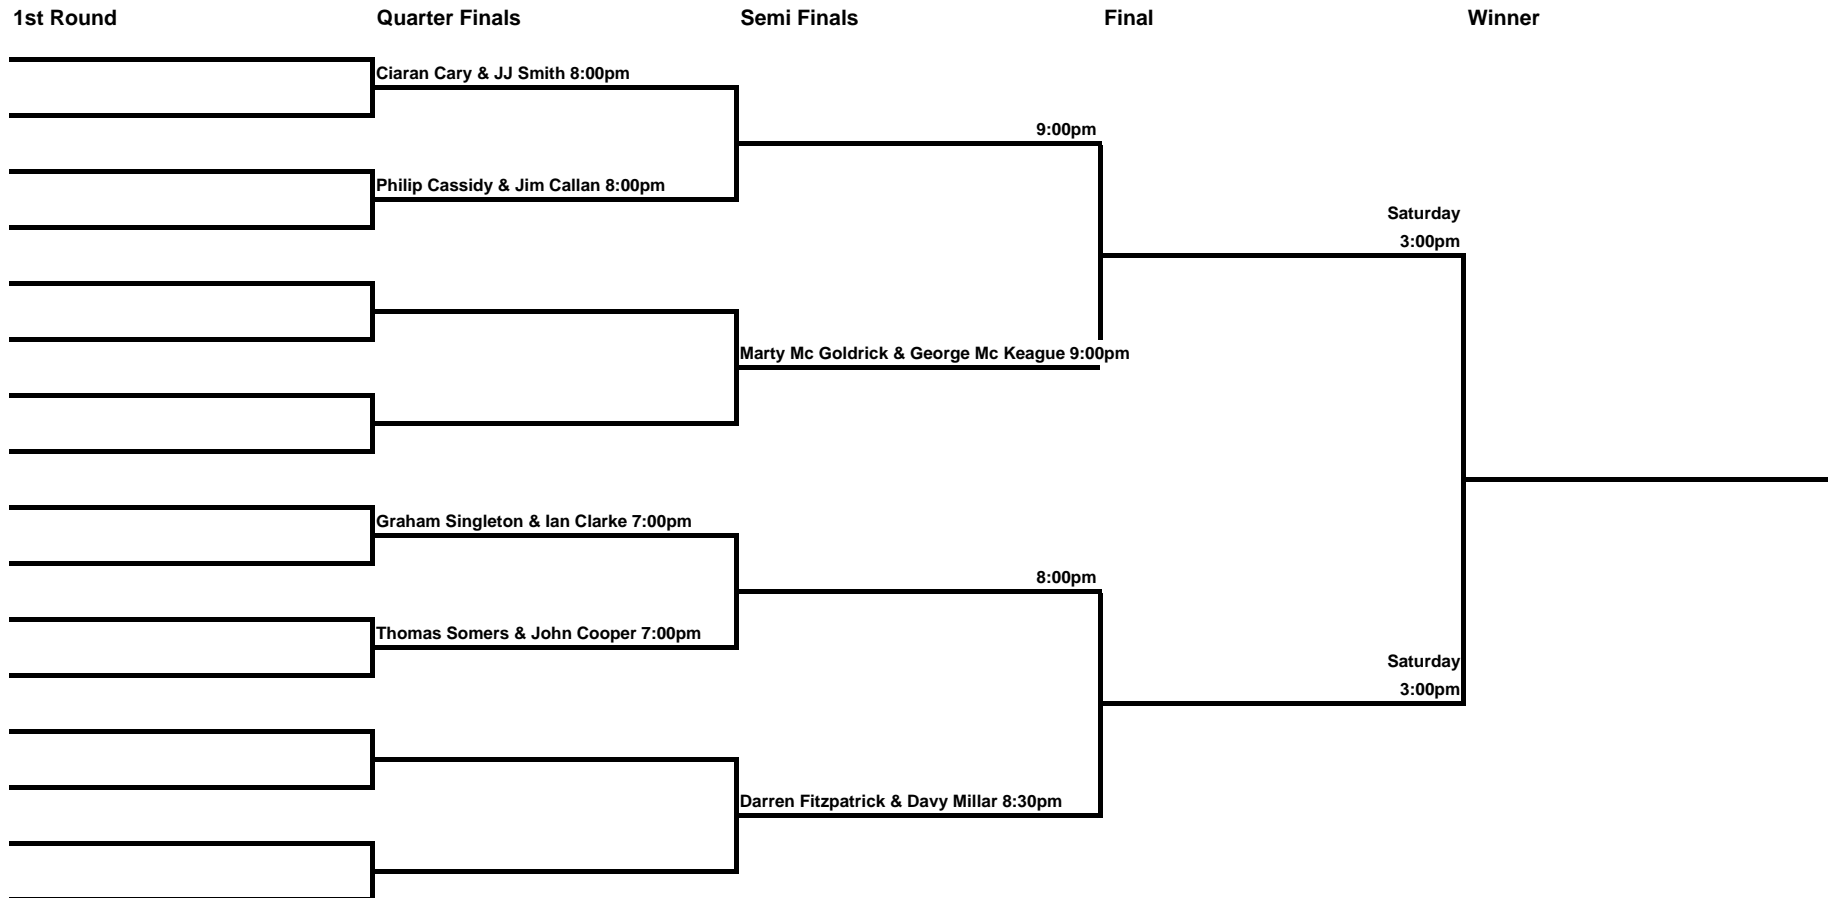 1st Round
Quarter Finals
Semi Finals
Final
Winner
Ciaran Cary & JJ Smith 8:00pm
9:00pm
Philip Cassidy & Jim Callan 8:00pm
Saturday
3:00pm
Marty Mc Goldrick & George Mc Keague 9:00pm
Graham Singleton & Ian Clarke 7:00pm
8:00pm
Thomas Somers & John Cooper 7:00pm
Saturday
3:00pm
Darren Fitzpatrick & Davy Millar 8:30pm